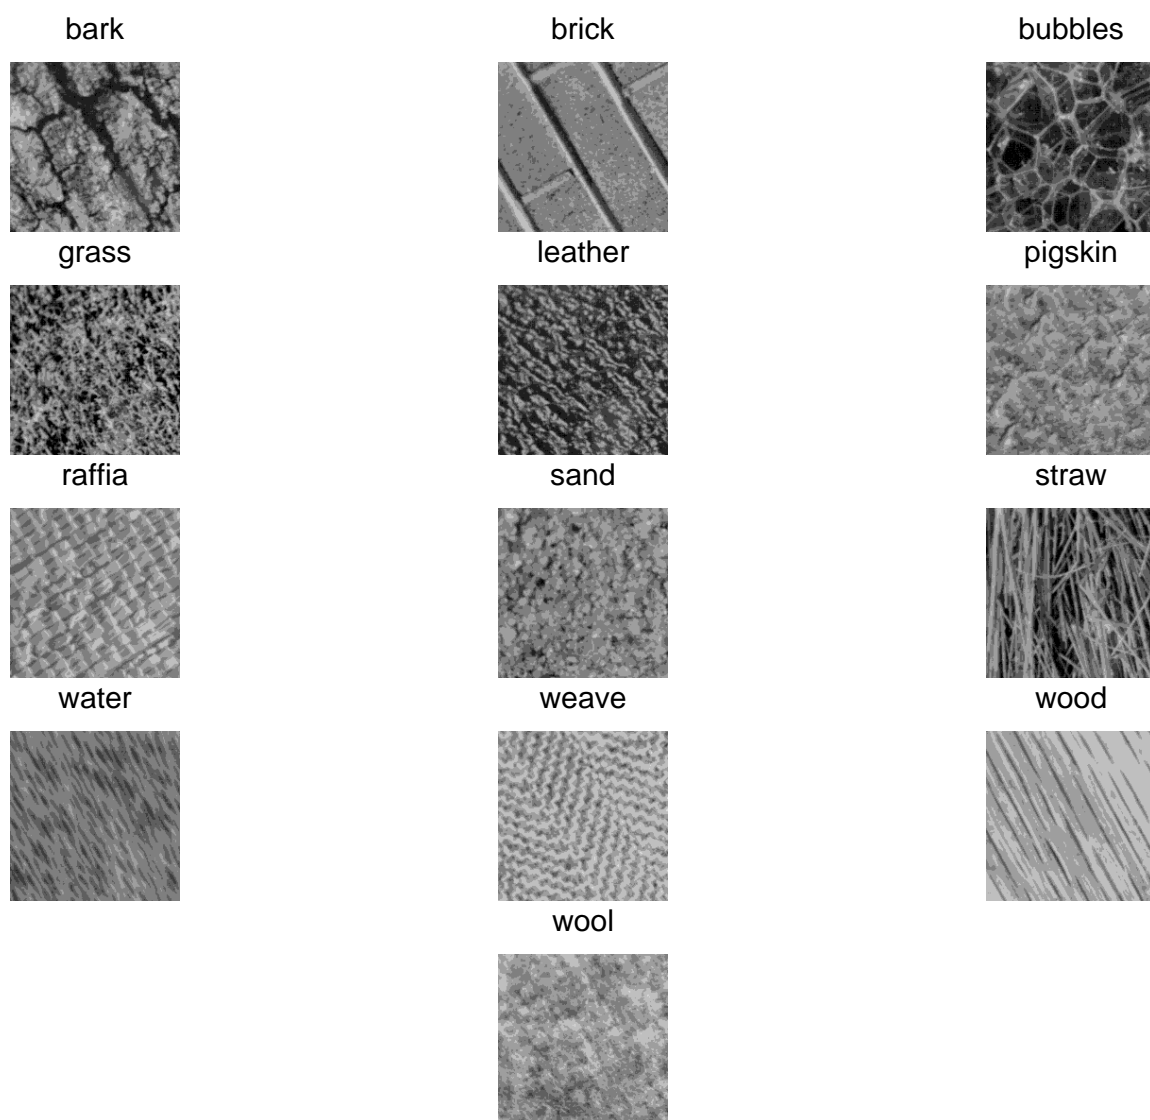 bark brick bubbles
grass leather pigskin
raffia sand straw
water weave wood
wool